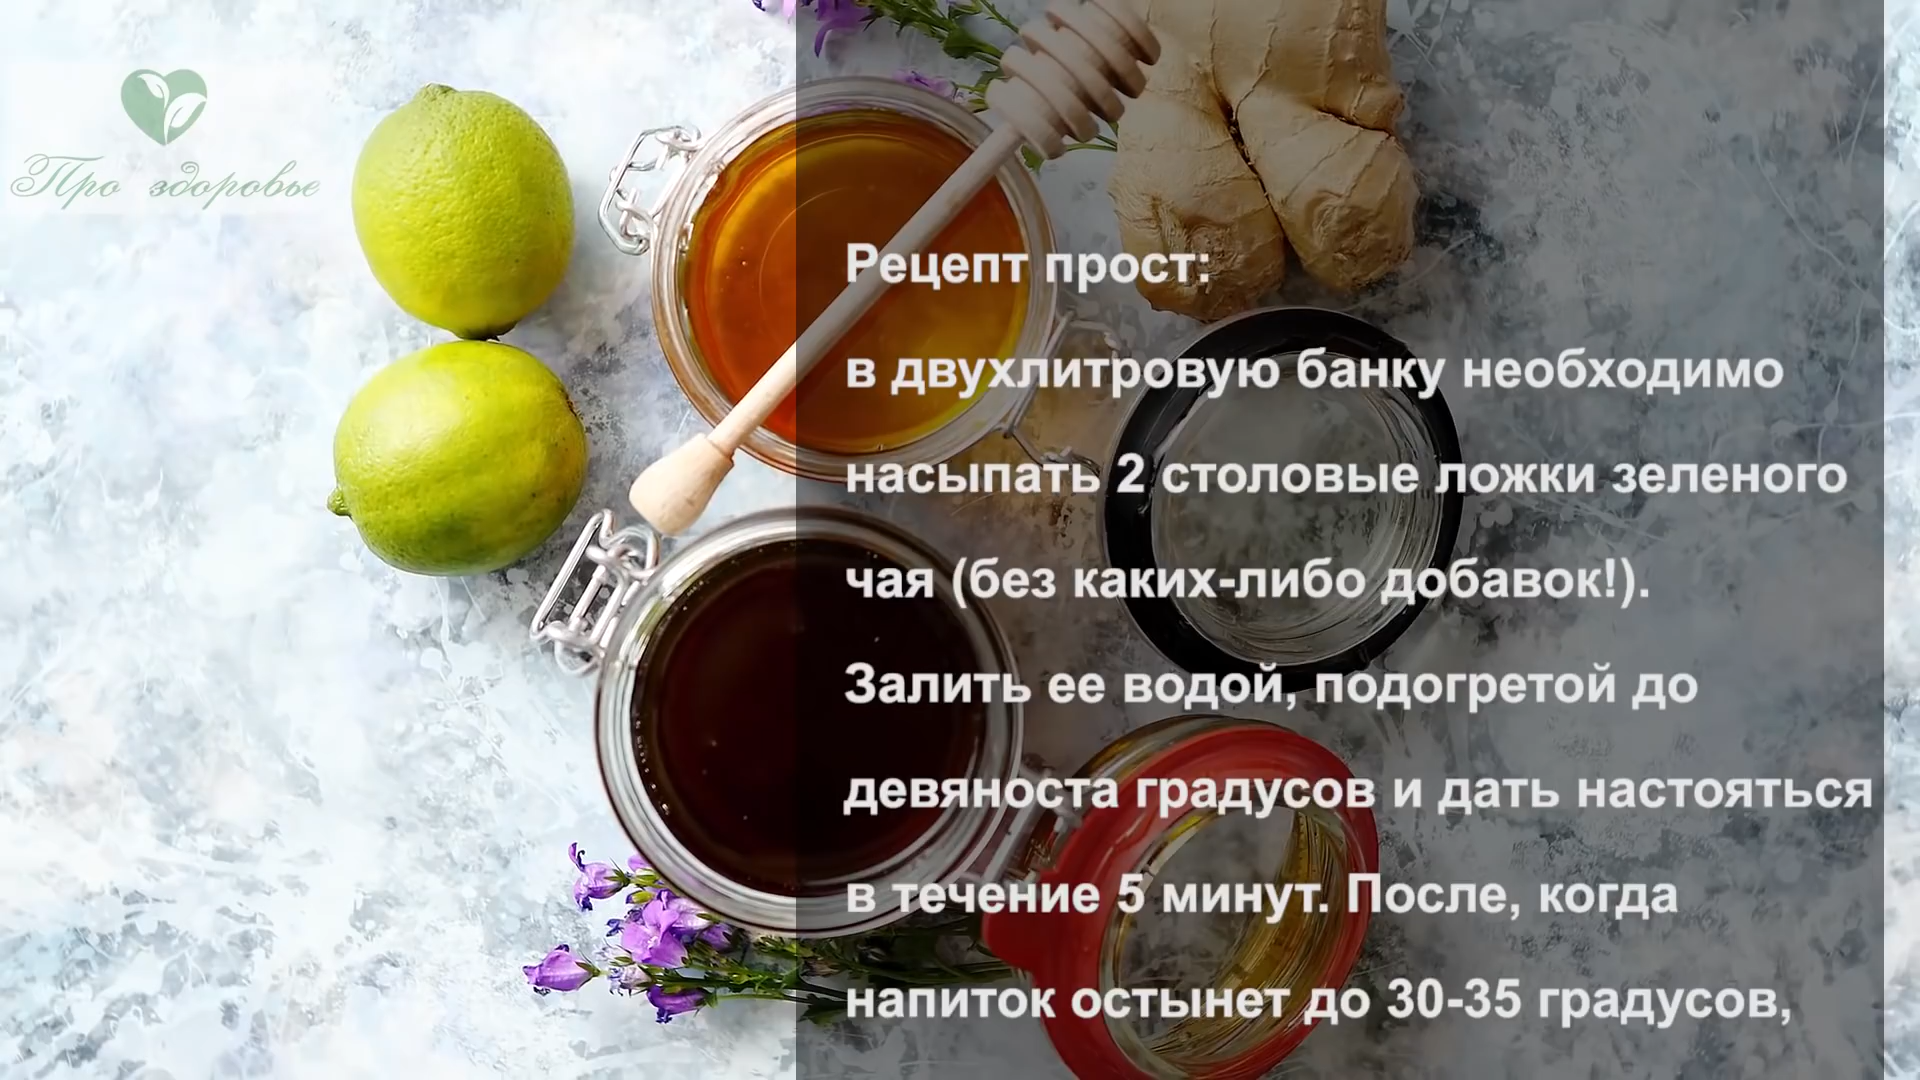 Про здоровье
Рецепт прост:
в двухлитровую банку необходимо
насыпать 2 столовые ложки зеленого
чая (без каких-либо добавок!).
Залить ее водой, подогретой до
девяноста градусов и дать настояться
в течение 5 минут. После, когда
напиток остынет до 30-35 градусов,